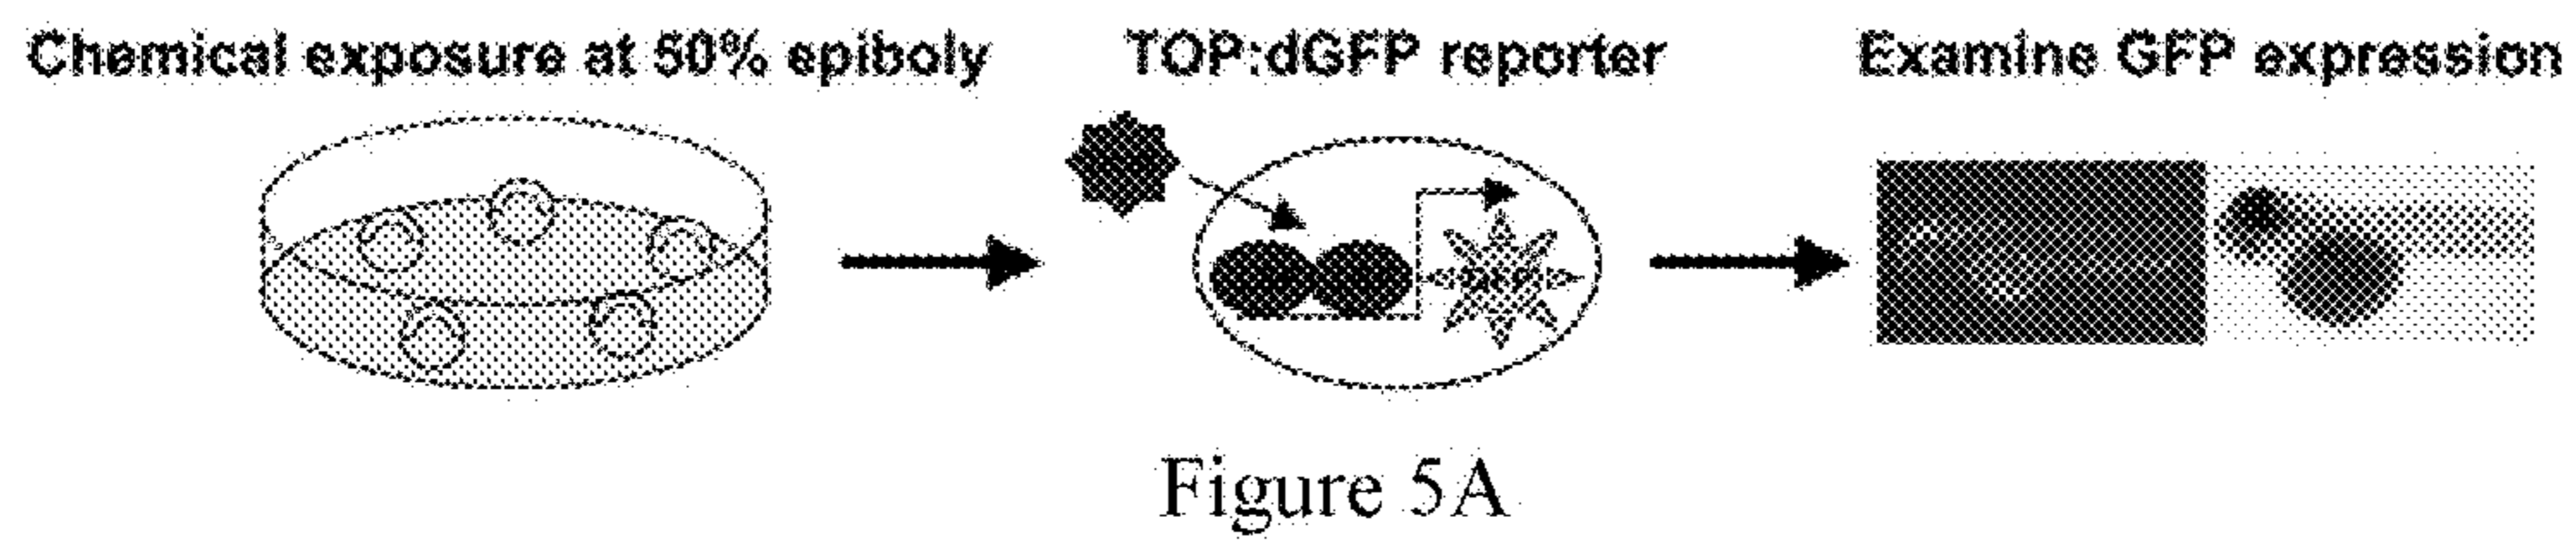 Chemical exposure at 50% epiboly
TOP:dGFP reporter
Examine GFP expression
Figure 5A